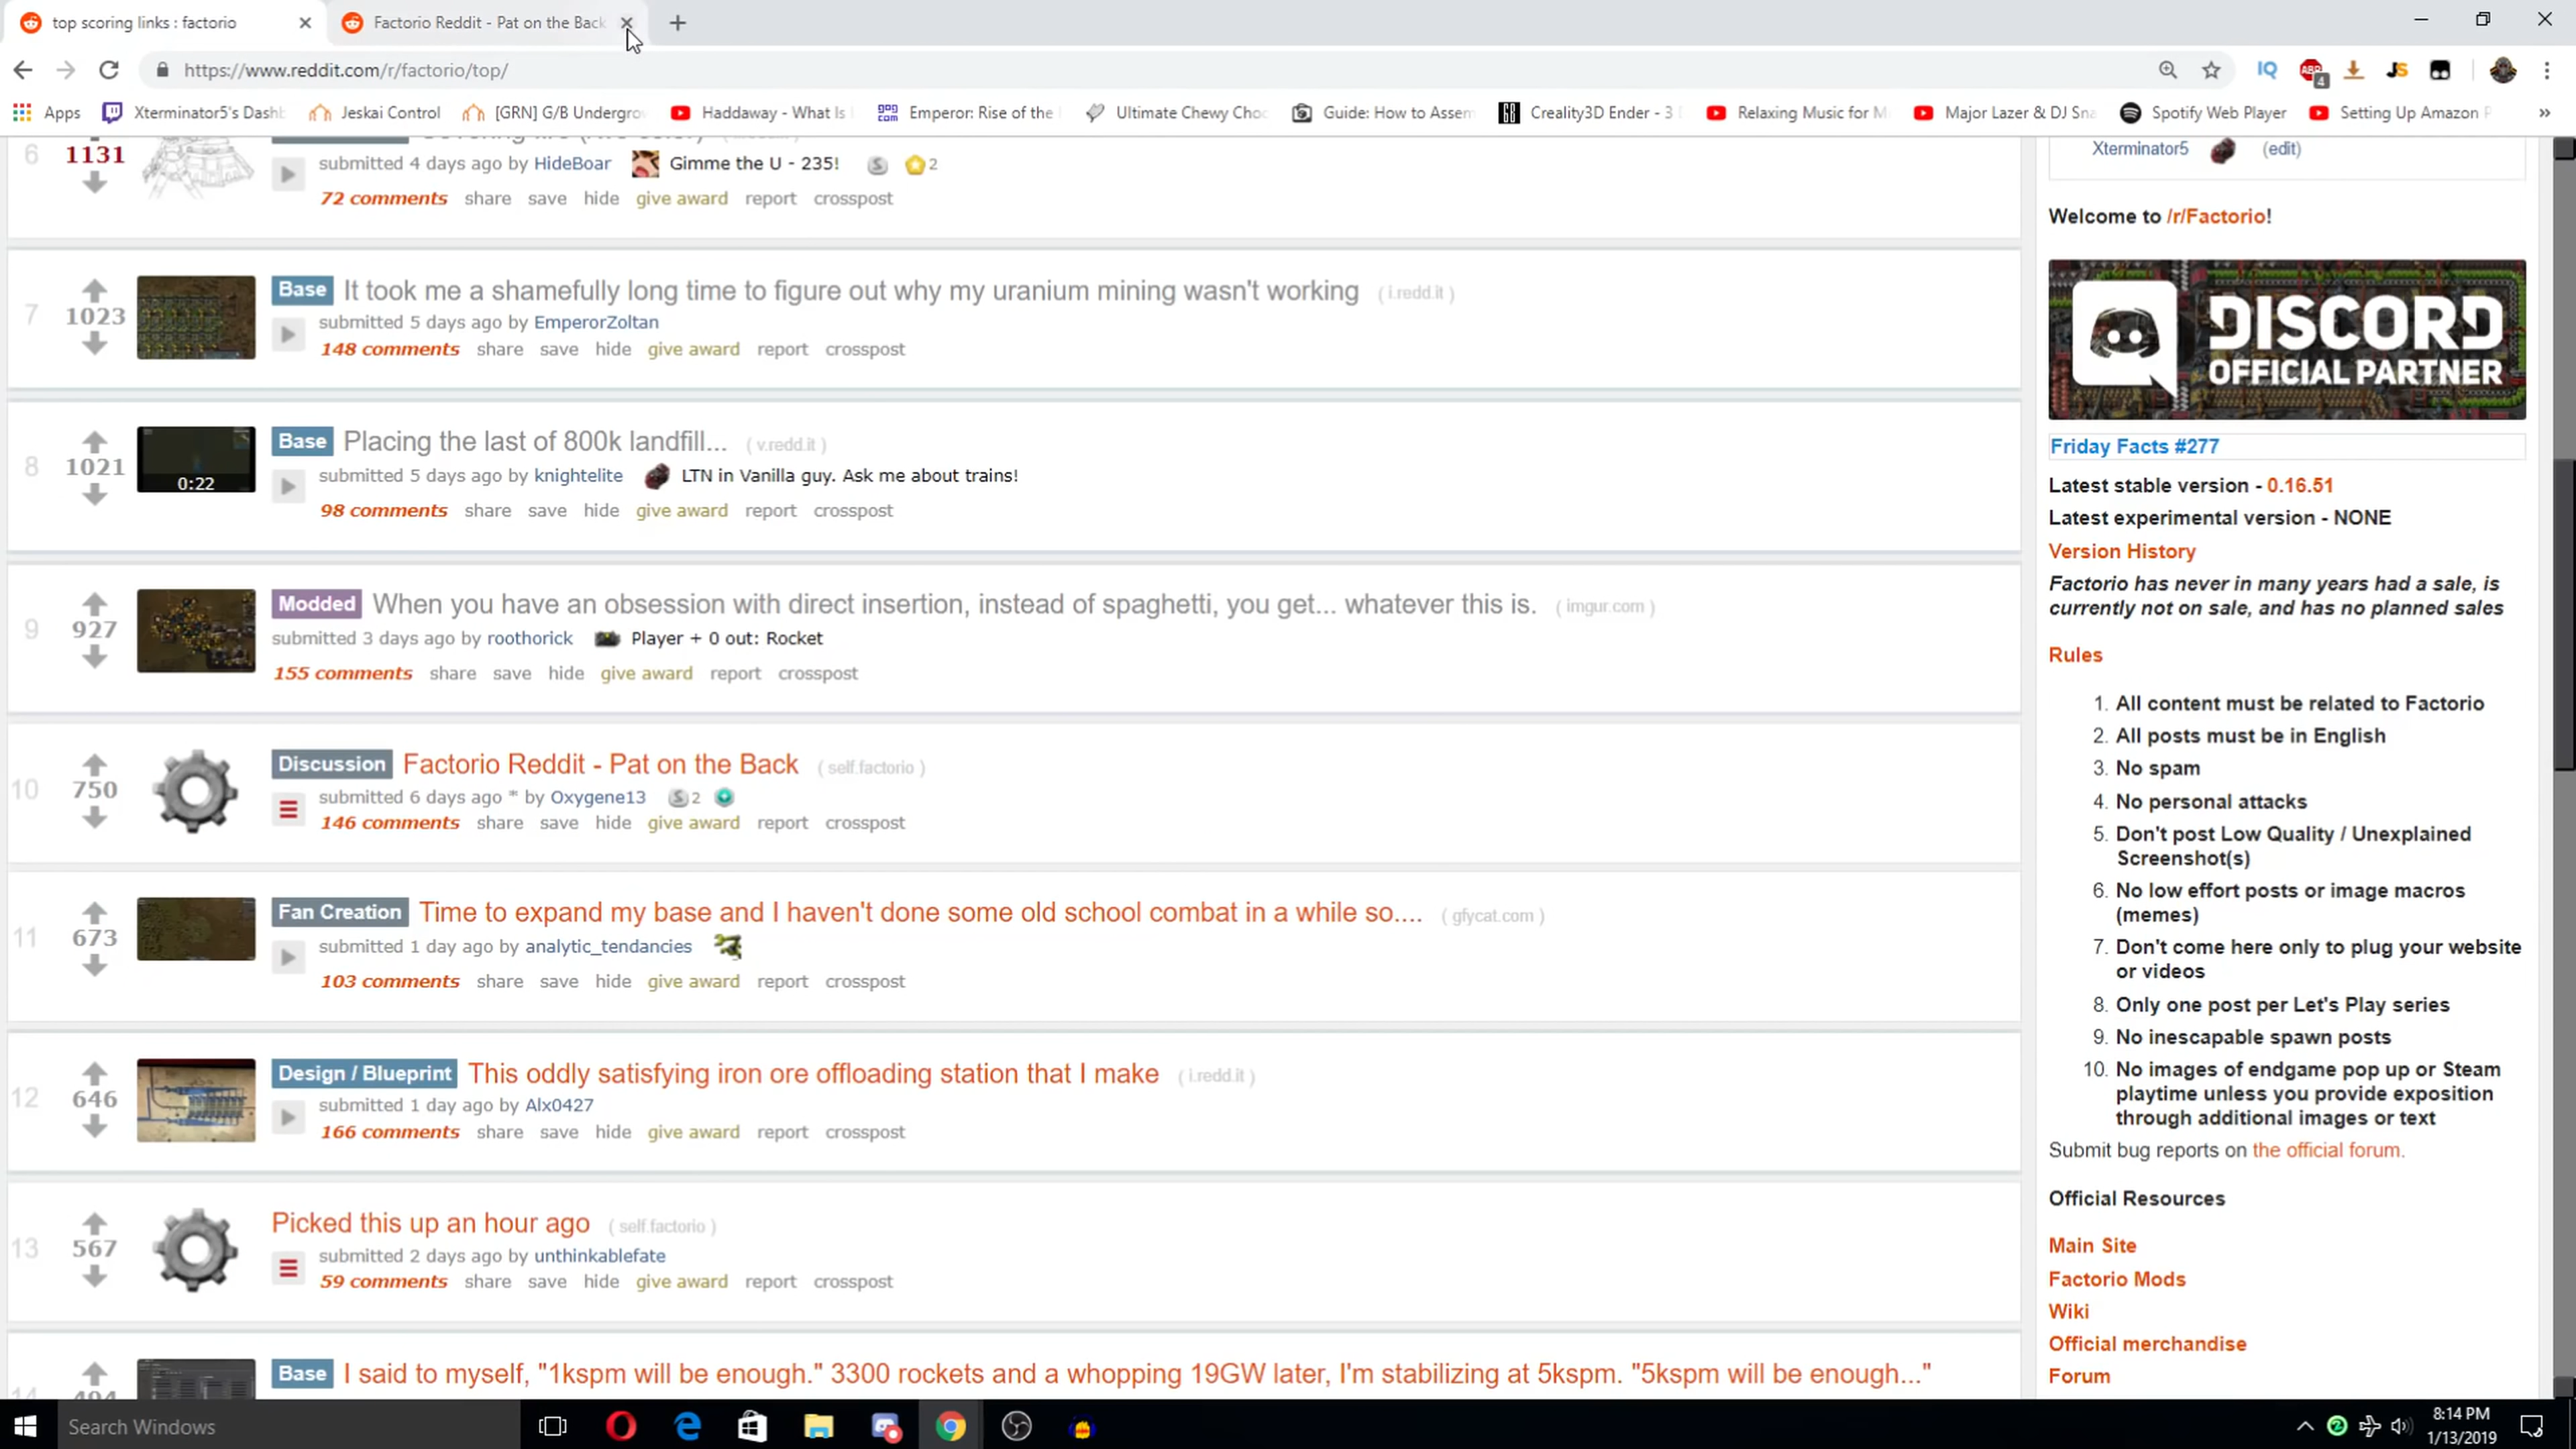 top scoring links : factorio
Factorio Reddit - Pat on the Back
https://www.reddit.com/r/factorio/top/
Apps Xterminator5's Dashb Jeskai Control [GRN] G/B Undergro Haddaway - What Is Emperor: Rise of the Ultimate Chewy Choc Guide: How to Assem Creality3D Ender - 3 Relaxing Music for M Major Lazer & DJ Sna Spotify Web Player Setting Up Amazon
6 1131
submitted 4 days ago by HideBoar Gimme the U - 235! S 2
72 comments share save hide give award report crosspost
7 1023
Base It took me a shamefully long time to figure out why my uranium mining wasn't working ( i.redd.it )
submitted 5 days ago by EmperorZoltan
148 comments share save hide give award report crosspost
8 1021
0:22
Base Placing the last of 800k landfill... ( v.redd.it )
submitted 5 days ago by knightelite LTN in Vanilla guy. Ask me about trains!
98 comments share save hide give award report crosspost
9 927
Modded When you have an obsession with direct insertion, instead of spaghetti, you get... whatever this is. ( imgur.com )
submitted 3 days ago by roothorick Player + 0 out: Rocket
155 comments share save hide give award report crosspost
10 750
Discussion Factorio Reddit - Pat on the Back ( self.factorio )
submitted 6 days ago * by Oxygene13 S 2
146 comments share save hide give award report crosspost
11 673
Fan Creation Time to expand my base and I haven't done some old school combat in a while so.... ( gfycat.com )
submitted 1 day ago by analytic_tendancies
103 comments share save hide give award report crosspost
12 646
Design / Blueprint This oddly satisfying iron ore offloading station that I make ( i.redd.it )
submitted 1 day ago by Alx0427
166 comments share save hide give award report crosspost
13 567
Picked this up an hour ago ( self.factorio )
submitted 2 days ago by unthinkablefate
59 comments share save hide give award report crosspost
Base I said to myself, "1kspm will be enough." 3300 rockets and a whopping 19GW later, I'm stabilizing at 5kspm. "5kspm will be enough..."
Xterminator5 (edit)
Welcome to /r/Factorio!
DISCORD
OFFICIAL PARTNER
Friday Facts #277
Latest stable version - 0.16.51
Latest experimental version - NONE
Version History
Factorio has never in many years had a sale, is
currently not on sale, and has no planned sales
Rules
1. All content must be related to Factorio
2. All posts must be in English
3. No spam
4. No personal attacks
5. Don't post Low Quality / Unexplained
Screenshot(s)
6. No low effort posts or image macros
(memes)
7. Don't come here only to plug your website
or videos
8. Only one post per Let's Play series
9. No inescapable spawn posts
10. No images of endgame pop up or Steam
playtime unless you provide exposition
through additional images or text
Submit bug reports on the official forum.
Official Resources
Main Site
Factorio Mods
Wiki
Official merchandise
Forum
Search Windows
8:14 PM
1/13/2019